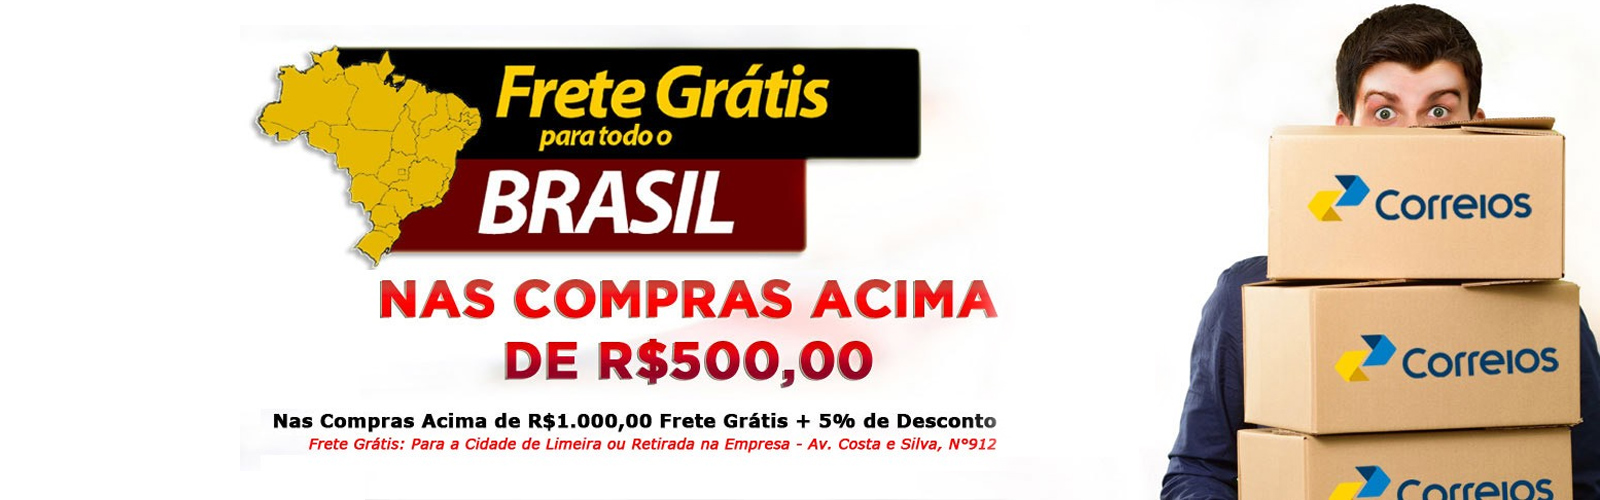 Frete Grátis
para todo o
BRASIL
NAS COMPRAS ACIMA
DE R$500,00
Nas Compras Acima de R$1.000,00 Frete Grátis + 5% de Desconto
Frete Grátis: Para a Cidade de Limeira ou Retirada na Empresa - Av. Costa e Silva, N°912
Correios
Correios
Correios